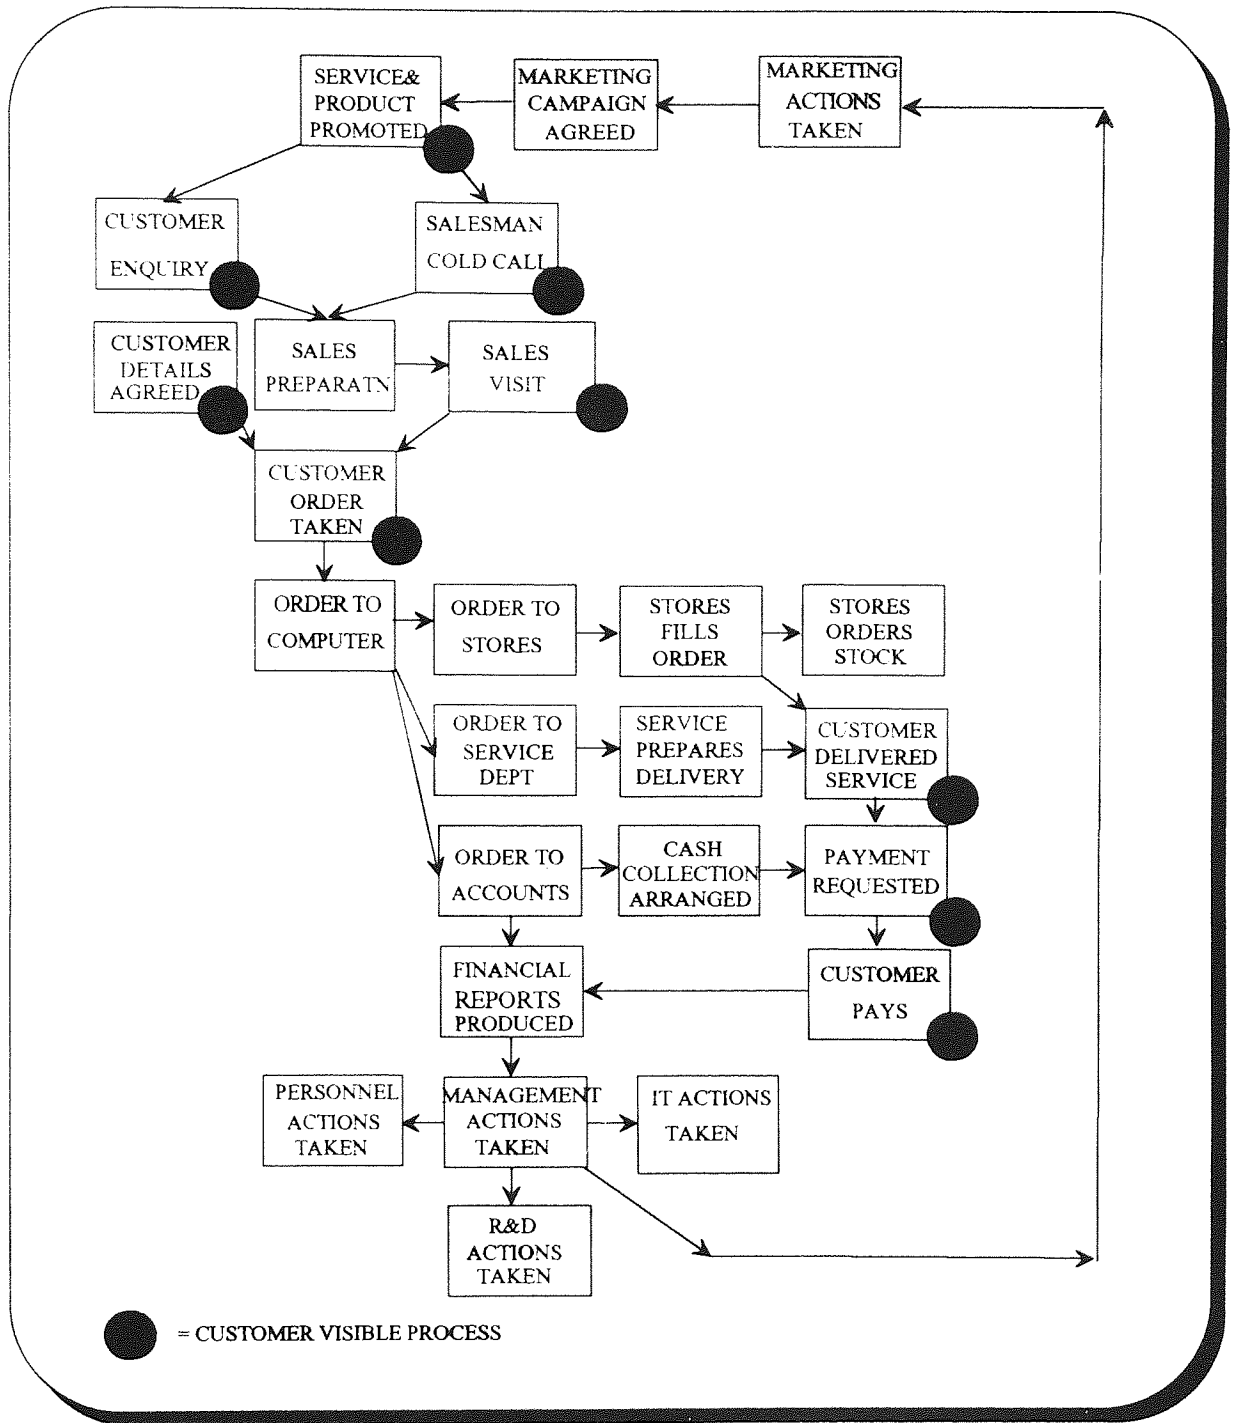 SERVICE&
PRODUCT
PROMOTED
MARKETING
CAMPAIGN
AGREED
MARKETING
ACTIONS
TAKEN
CUSTOMER
ENQUIRY
SALESMAN
COLD CALL
CUSTOMER
DETAILS
AGREED
SALES
PREPARATN
SALES
VISIT
CUSTOMER
ORDER
TAKEN
ORDER TO
COMPUTER
ORDER TO
STORES
STORES
FILLS
ORDER
STORES
ORDERS
STOCK
ORDER TO
SERVICE
DEPT
SERVICE
PREPARES
DELIVERY
CUSTOMER
DELIVERED
SERVICE
ORDER TO
ACCOUNTS
CASH
COLLECTION
ARRANGED
PAYMENT
REQUESTED
FINANCIAL
REPORTS
PRODUCED
CUSTOMER
PAYS
PERSONNEL
ACTIONS
TAKEN
MANAGEMENT
ACTIONS
TAKEN
IT ACTIONS
TAKEN
R&D
ACTIONS
TAKEN
= CUSTOMER VISIBLE PROCESS